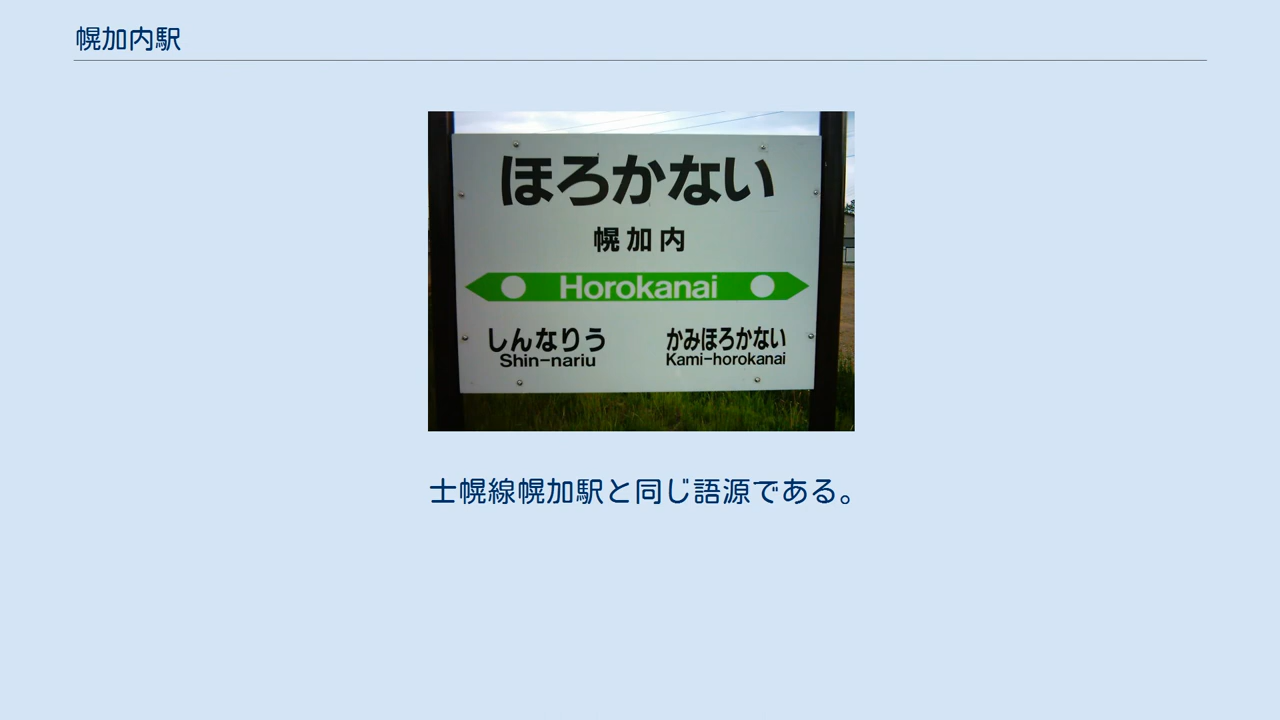 幌加内駅
ほろかない
幌加内
Horokanai
しんなりう かみほろかない
Shin-nariu Kami-horokanai
士幌線幌加駅と同じ語源である。